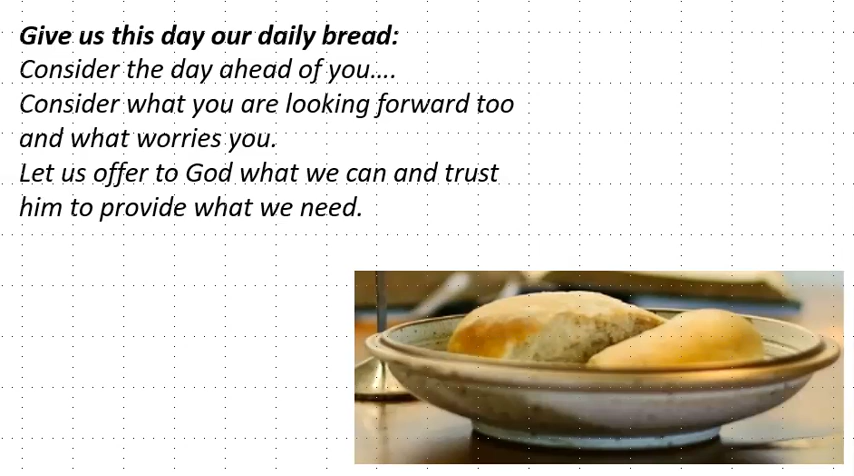 Give us this day our daily bread:
Consider the day ahead of you....
Consider what you are looking forward too
and what worries you.
Let us offer to God what we can and trust
him to provide what we need.